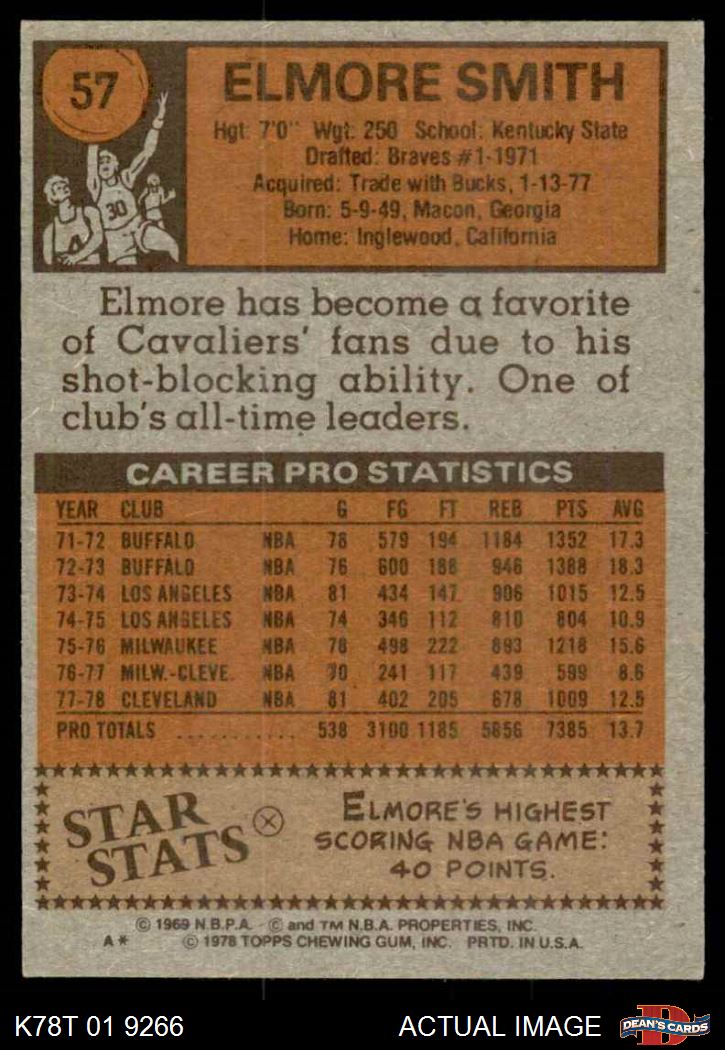 57
ELMORE SMITH
Hgt: 7'0" Wgt: 250 School: Kentucky State
Drafted: Braves #1-1971
Acquired: Trade with Bucks, 1-13-77
Born: 5-9-49, Macon, Georgia
Home: Inglewood, California
30
4
Elmore has become a favorite
of Cavaliers' fans due to his
shot-blocking ability. One of
club's all-time leaders.
CAREER PRO STATISTICS
YEAR CLUB G FG FT REB PTS AVG
71-72 BUFFALO NBA 78 579 194 1184 1352 17.3
72-73 BUFFALO NBA 76 600 188 946 1388 18.3
73-74 LOS ANGELES NBA 81 434 147 906 1015 12.5
74-75 LOS ANGELES NBA 74 346 112 810 804 10.9
75-76 MILWAUKEE NBA 78 498 222 893 1218 15.6
76-77 MILW.-CLEVE. NBA 70 241 117 439 599 8.6
77-78 CLEVELAND NBA 81 402 205 678 1009 12.5
PRO TOTALS ........... 538 3100 1185 5856 7385 13.7
STAR
STATS
ELMORE'S HIGHEST
SCORING NBA GAME:
40 POINTS.
© 1969 N.B.P.A. © and TM N.B.A. PROPERTIES, INC.
A* © 1978 TOPPS CHEWING GUM, INC. PRTD. IN U.S.A.
K78T 01 9266 ACTUAL IMAGE D DEAN'S CARDS